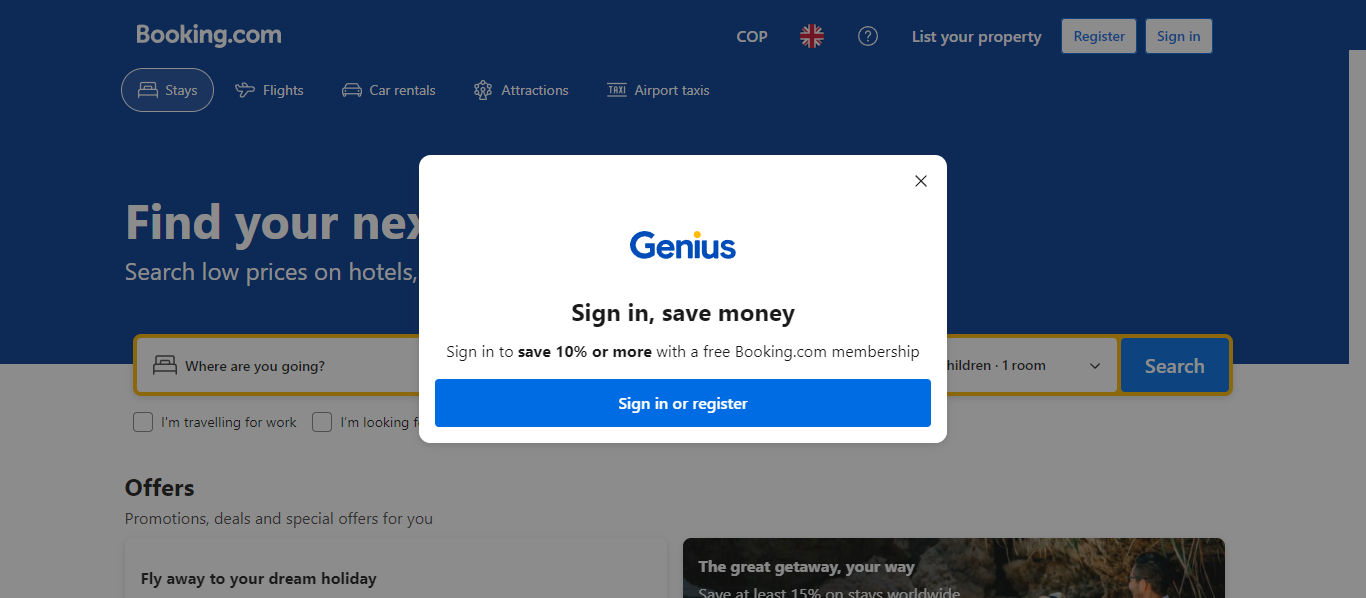 Booking.com
COP
List your property
Register
Sign in
Stays
Flights
Car rentals
Attractions
TAXI
Airport taxis
Find your nex
Search low prices on hotels,
Genius
Sign in, save money
Sign in to save 10% or more with a free Booking.com membership
Sign in or register
Where are you going?
hildren · 1 room
Search
I'm travelling for work
I'm looking fo
Offers
Promotions, deals and special offers for you
Fly away to your dream holiday
The great getaway, your way
Save at least 15% on stays worldwide